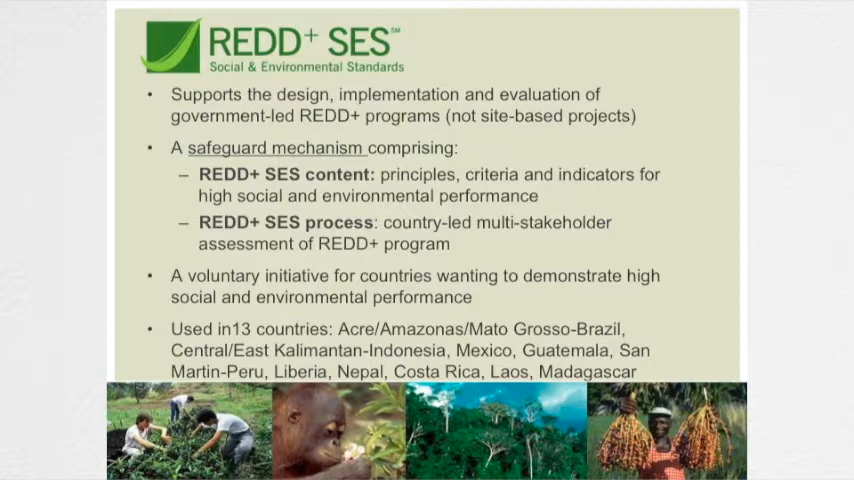 REDD+ SES℠
Social & Environmental Standards
• Supports the design, implementation and evaluation of
government-led REDD+ programs (not site-based projects)
• A safeguard mechanism comprising:
– REDD+ SES content: principles, criteria and indicators for
high social and environmental performance
– REDD+ SES process: country-led multi-stakeholder
assessment of REDD+ program
• A voluntary initiative for countries wanting to demonstrate high
social and environmental performance
• Used in13 countries: Acre/Amazonas/Mato Grosso-Brazil,
Central/East Kalimantan-Indonesia, Mexico, Guatemala, San
Martin-Peru, Liberia, Nepal, Costa Rica, Laos, Madagascar